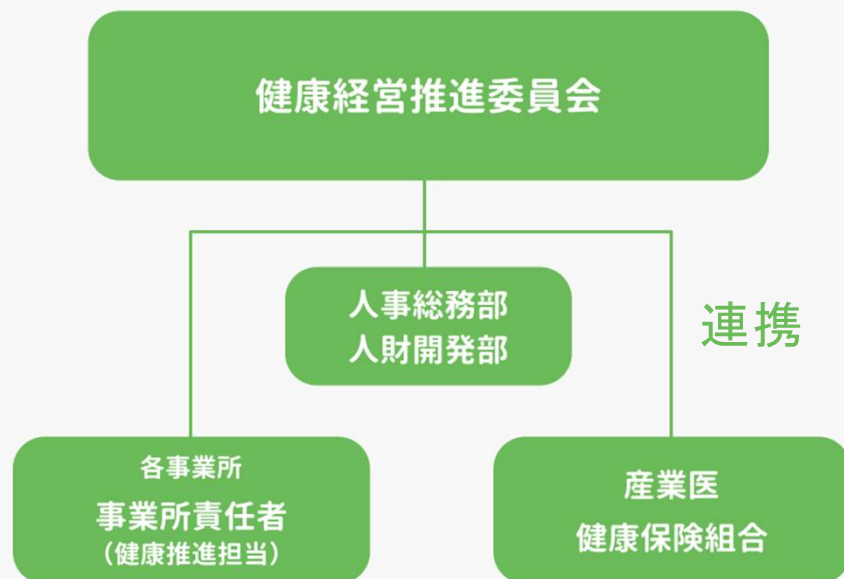 健康経営推進委員会
人事総務部
人財開発部
連携
各事業所
事業所責任者
（健康推進担当）
産業医
健康保険組合